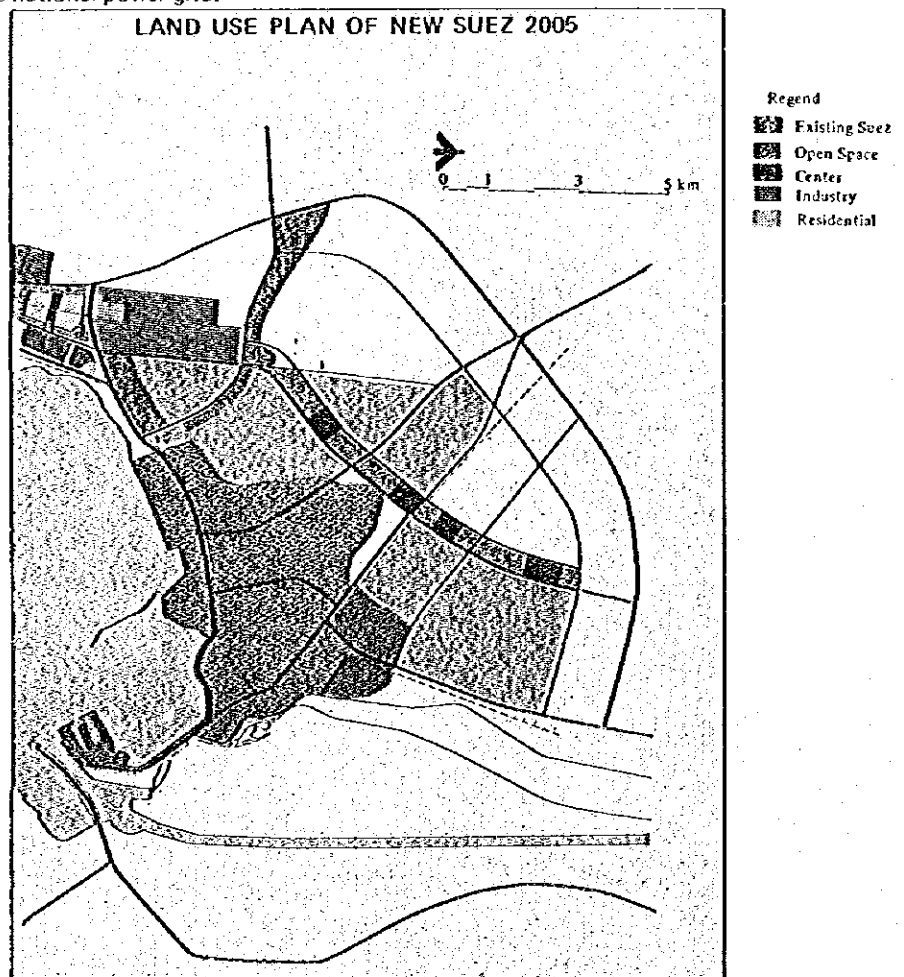 LAND USE PLAN OF NEW SUEZ 2005
Regend
Existing Suez
Open Space
Center
Industry
Residential
0 1 3 5 km